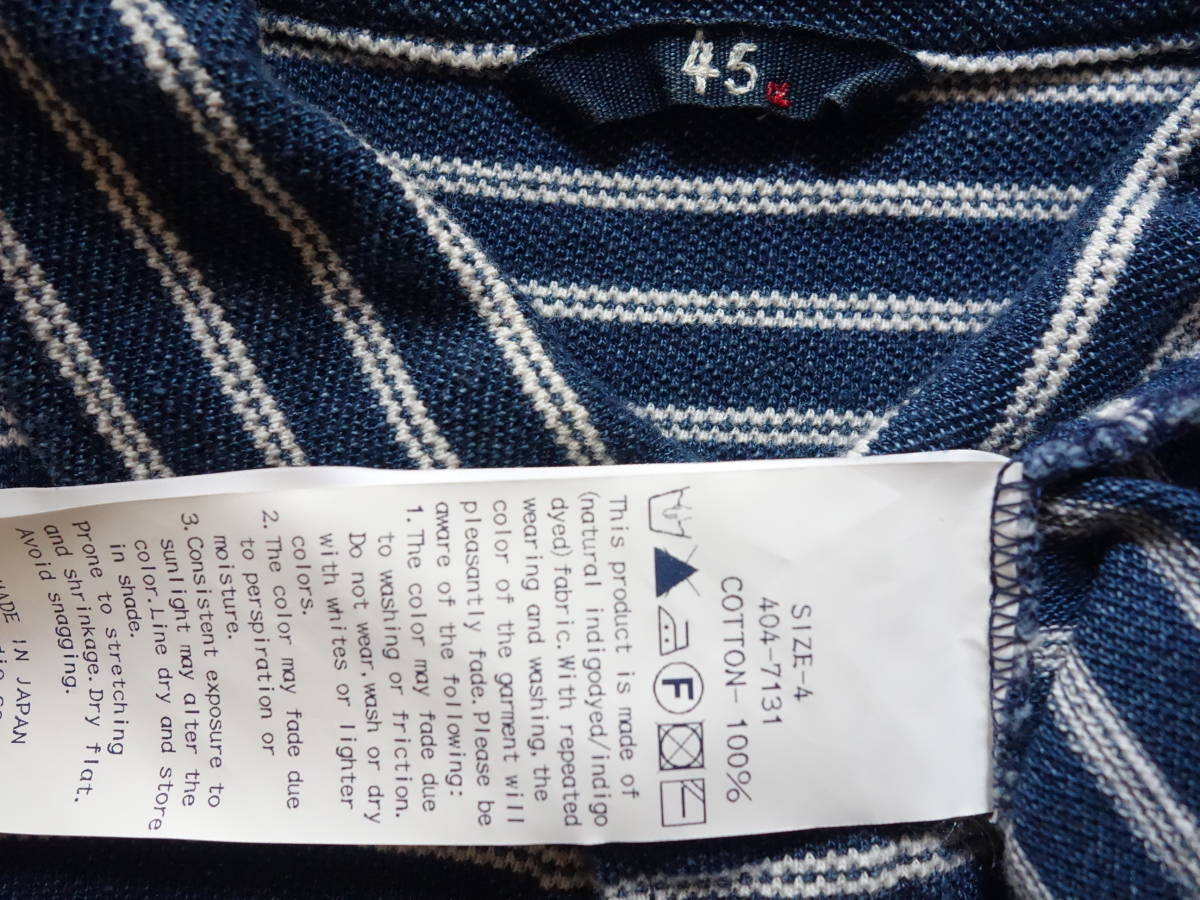 45
SIZE-4
404-7131
COTTON- 100%
F
This product is made of
(natural indigodyed/indigo
dyed) fabric. With repeated
wearing and washing, the
color of the garment will
pleasantly fade. Please be
aware of the following:
1. The color may fade due
to washing or friction.
Do not wear, wash or dry
with whites or lighter
colors.
2. The color may fade due
to perspiration or
moisture.
3. Consistent exposure to
sunlight may alter the
color. Line dry and store
in shade.
prone to stretching
and shrinkage. Dry flat.
Avoid snagging.
MADE IN JAPAN